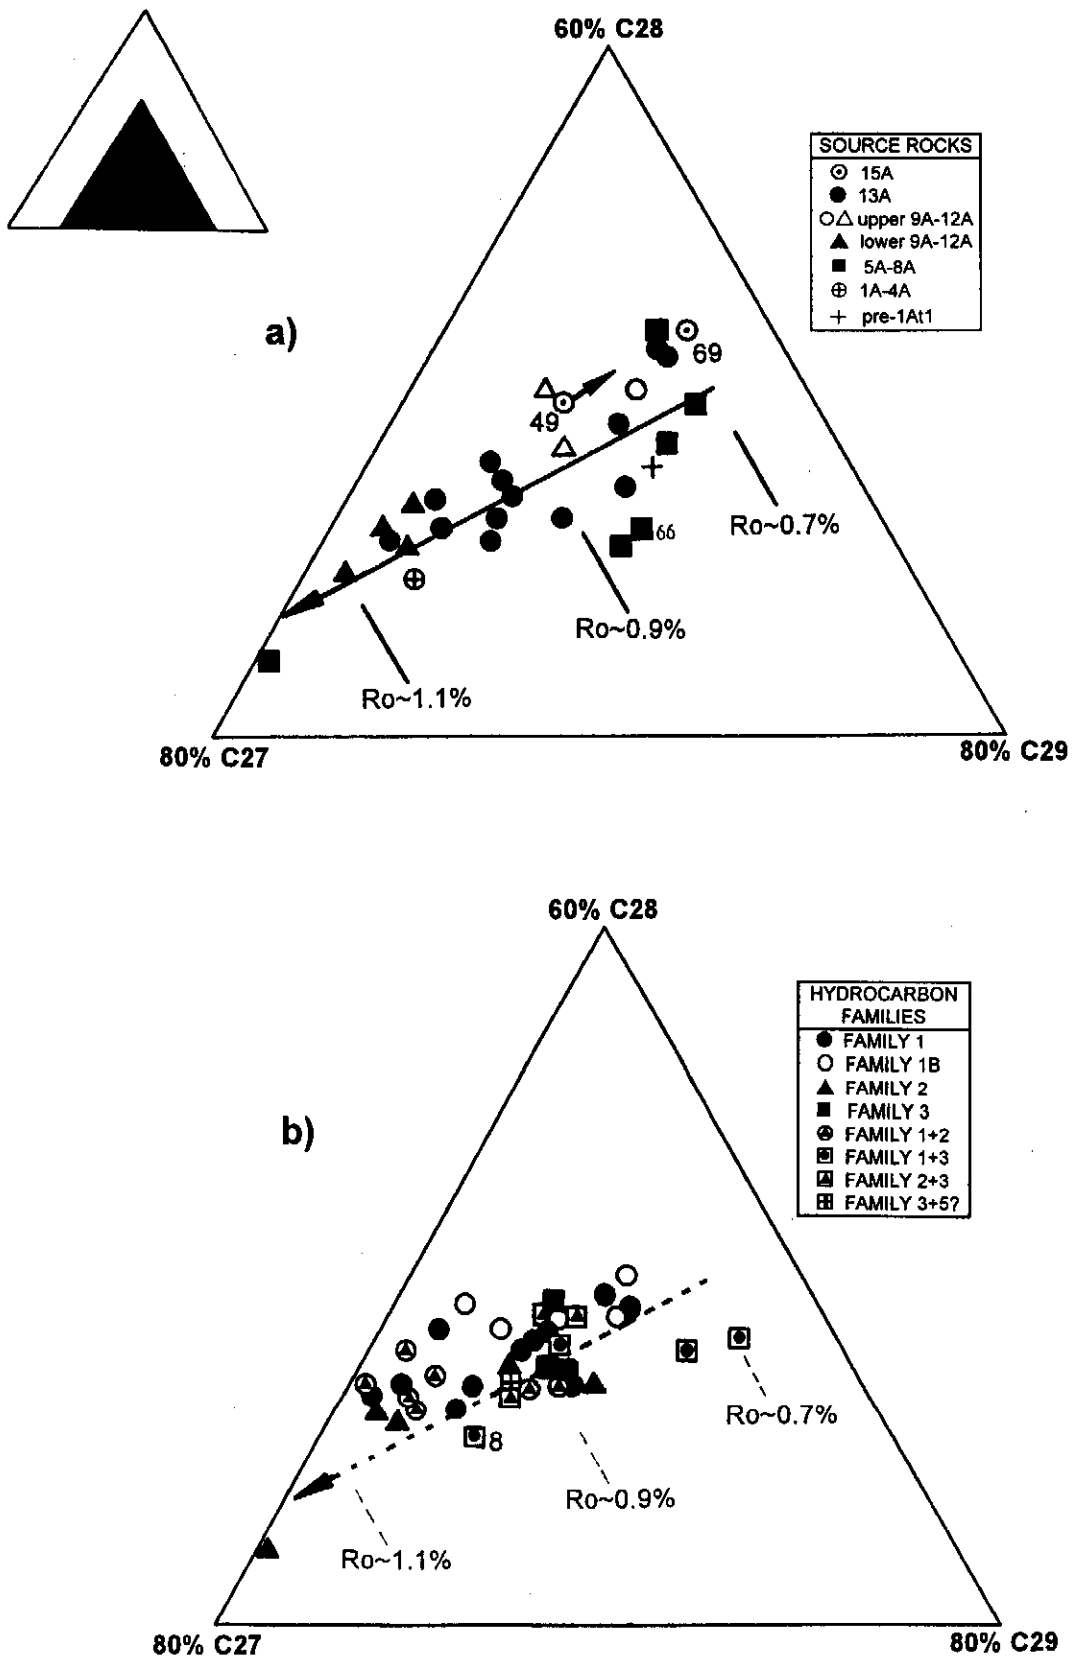 60% C28
SOURCE ROCKS
15A
13A
upper 9A-12A
lower 9A-12A
5A-8A
1A-4A
pre-1At1
a)
69
49
Ro~0.7%
66
Ro~0.9%
Ro~1.1%
80% C27
80% C29
60% C28
HYDROCARBON
FAMILIES
FAMILY 1
FAMILY 1B
FAMILY 2
FAMILY 3
FAMILY 1+2
FAMILY 1+3
FAMILY 2+3
FAMILY 3+5?
b)
Ro~0.7%
8
Ro~0.9%
Ro~1.1%
80% C27
80% C29